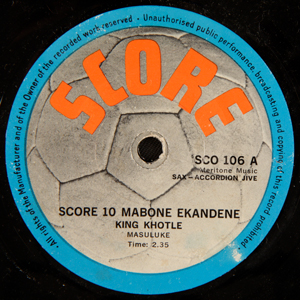 All rights of the Manufacturer and of the Owner of the recorded work reserved - Unauthorised public performance, broadcasting and copying of this record prohibited.
SCORE
SCO 106 A
Meritone Music
SAX-ACCORDION JIVE
SCORE 10 MABONE EKANDENE
KING KHOTLE
MASULUKE
Time: 2.35